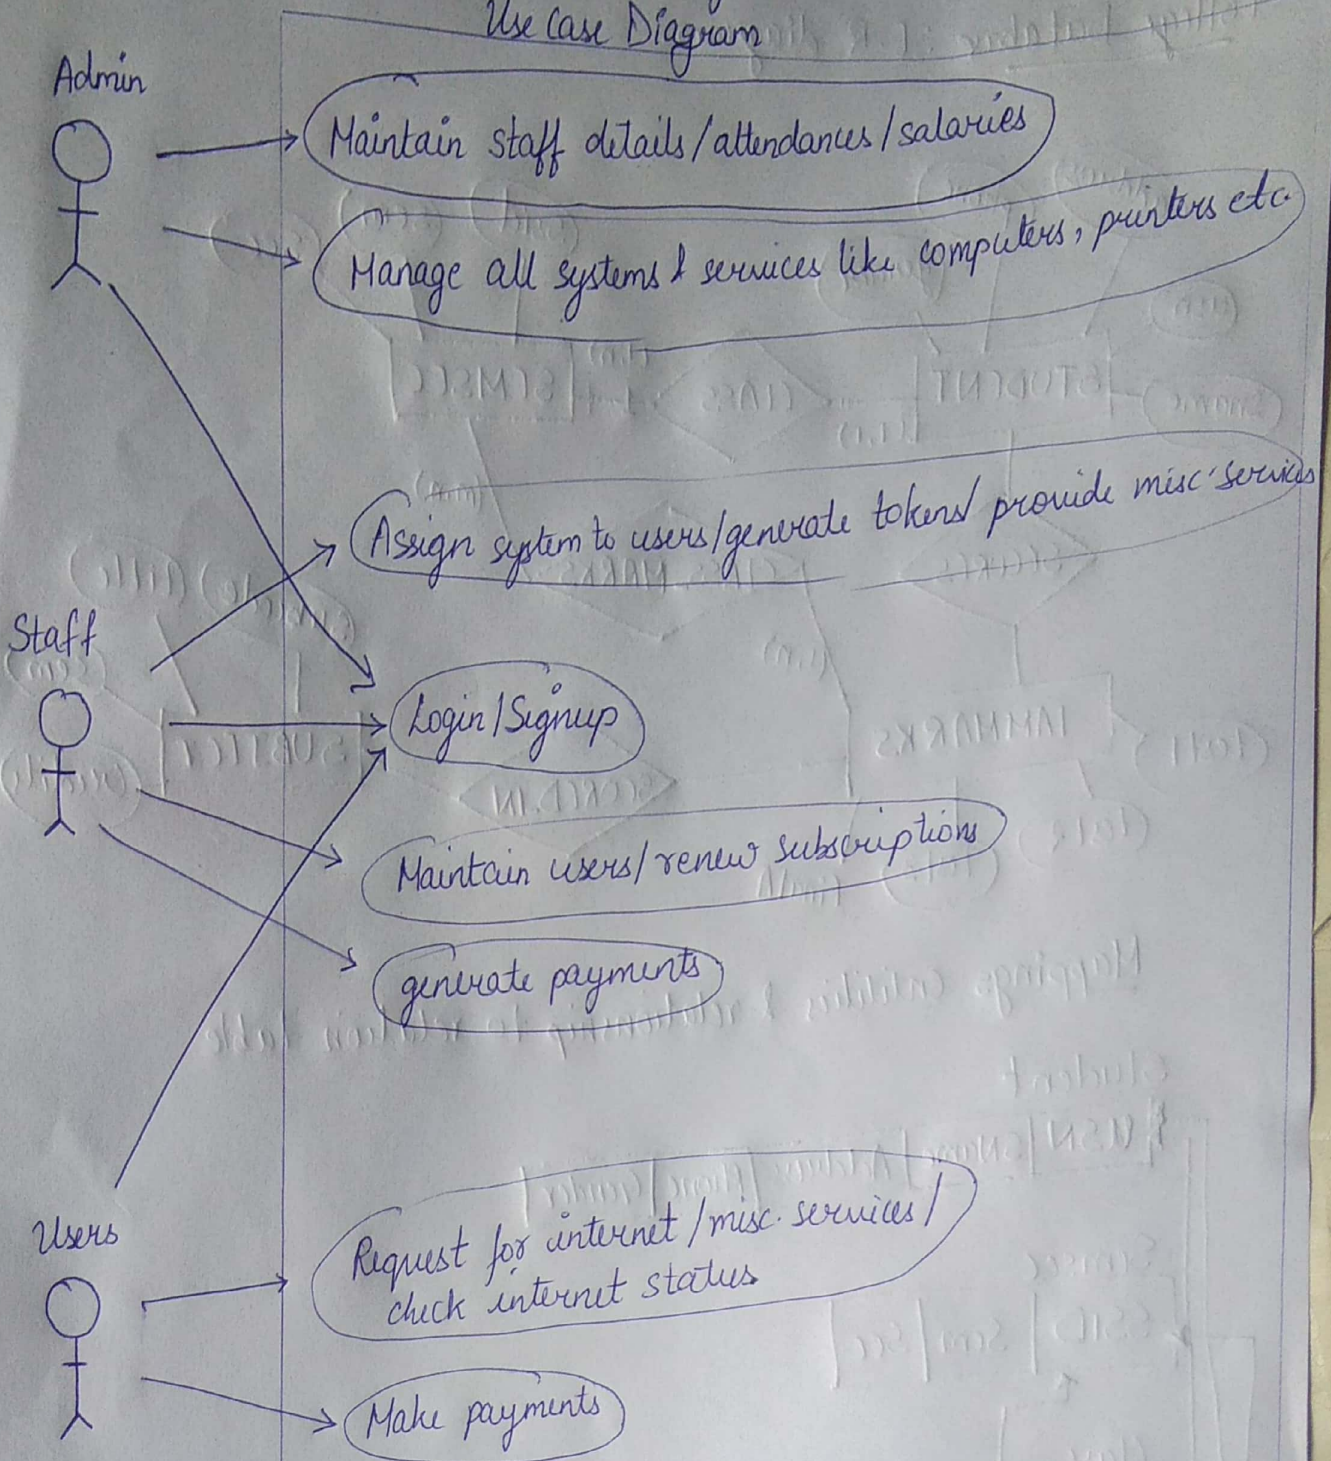 Use Case Diagram
Admin
Maintain staff details/attendances/salaries
Manage all systems & services like computers, printers etc.
Assign system to users/generate tokens/ provide misc. services
Staff
Login/Signup
Maintain users/renew subscriptions
generate payments
Users
Request for internet/misc. services/
check internet status.
Make payments